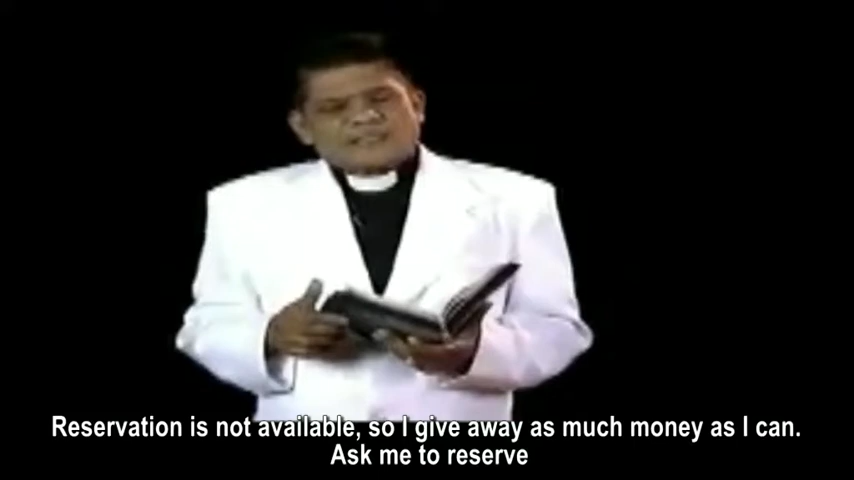 Reservation is not available, so I give away as much money as I can.
Ask me to reserve